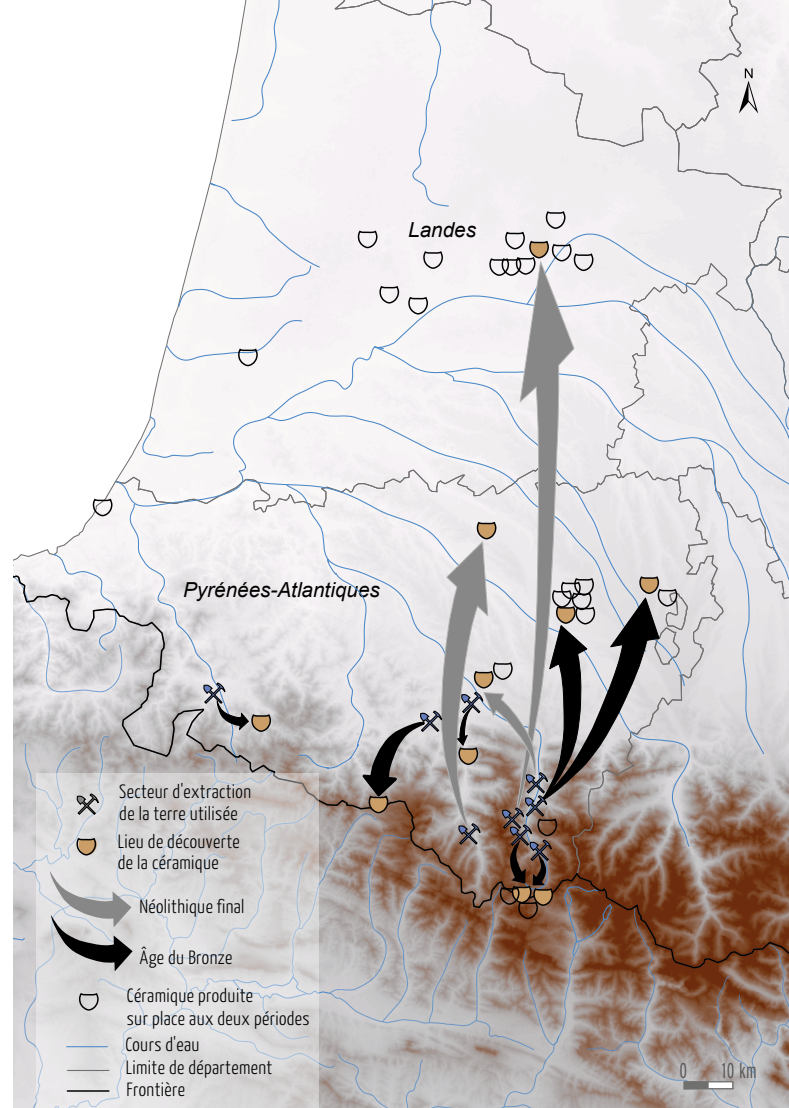 N
Landes
Pyrénées-Atlantiques
Secteur d'extraction
de la terre utilisée
Lieu de découverte
de la céramique
Néolithique final
Âge du Bronze
Céramique produite
sur place aux deux périodes
Cours d'eau
Limite de département
Frontière
0 10 km